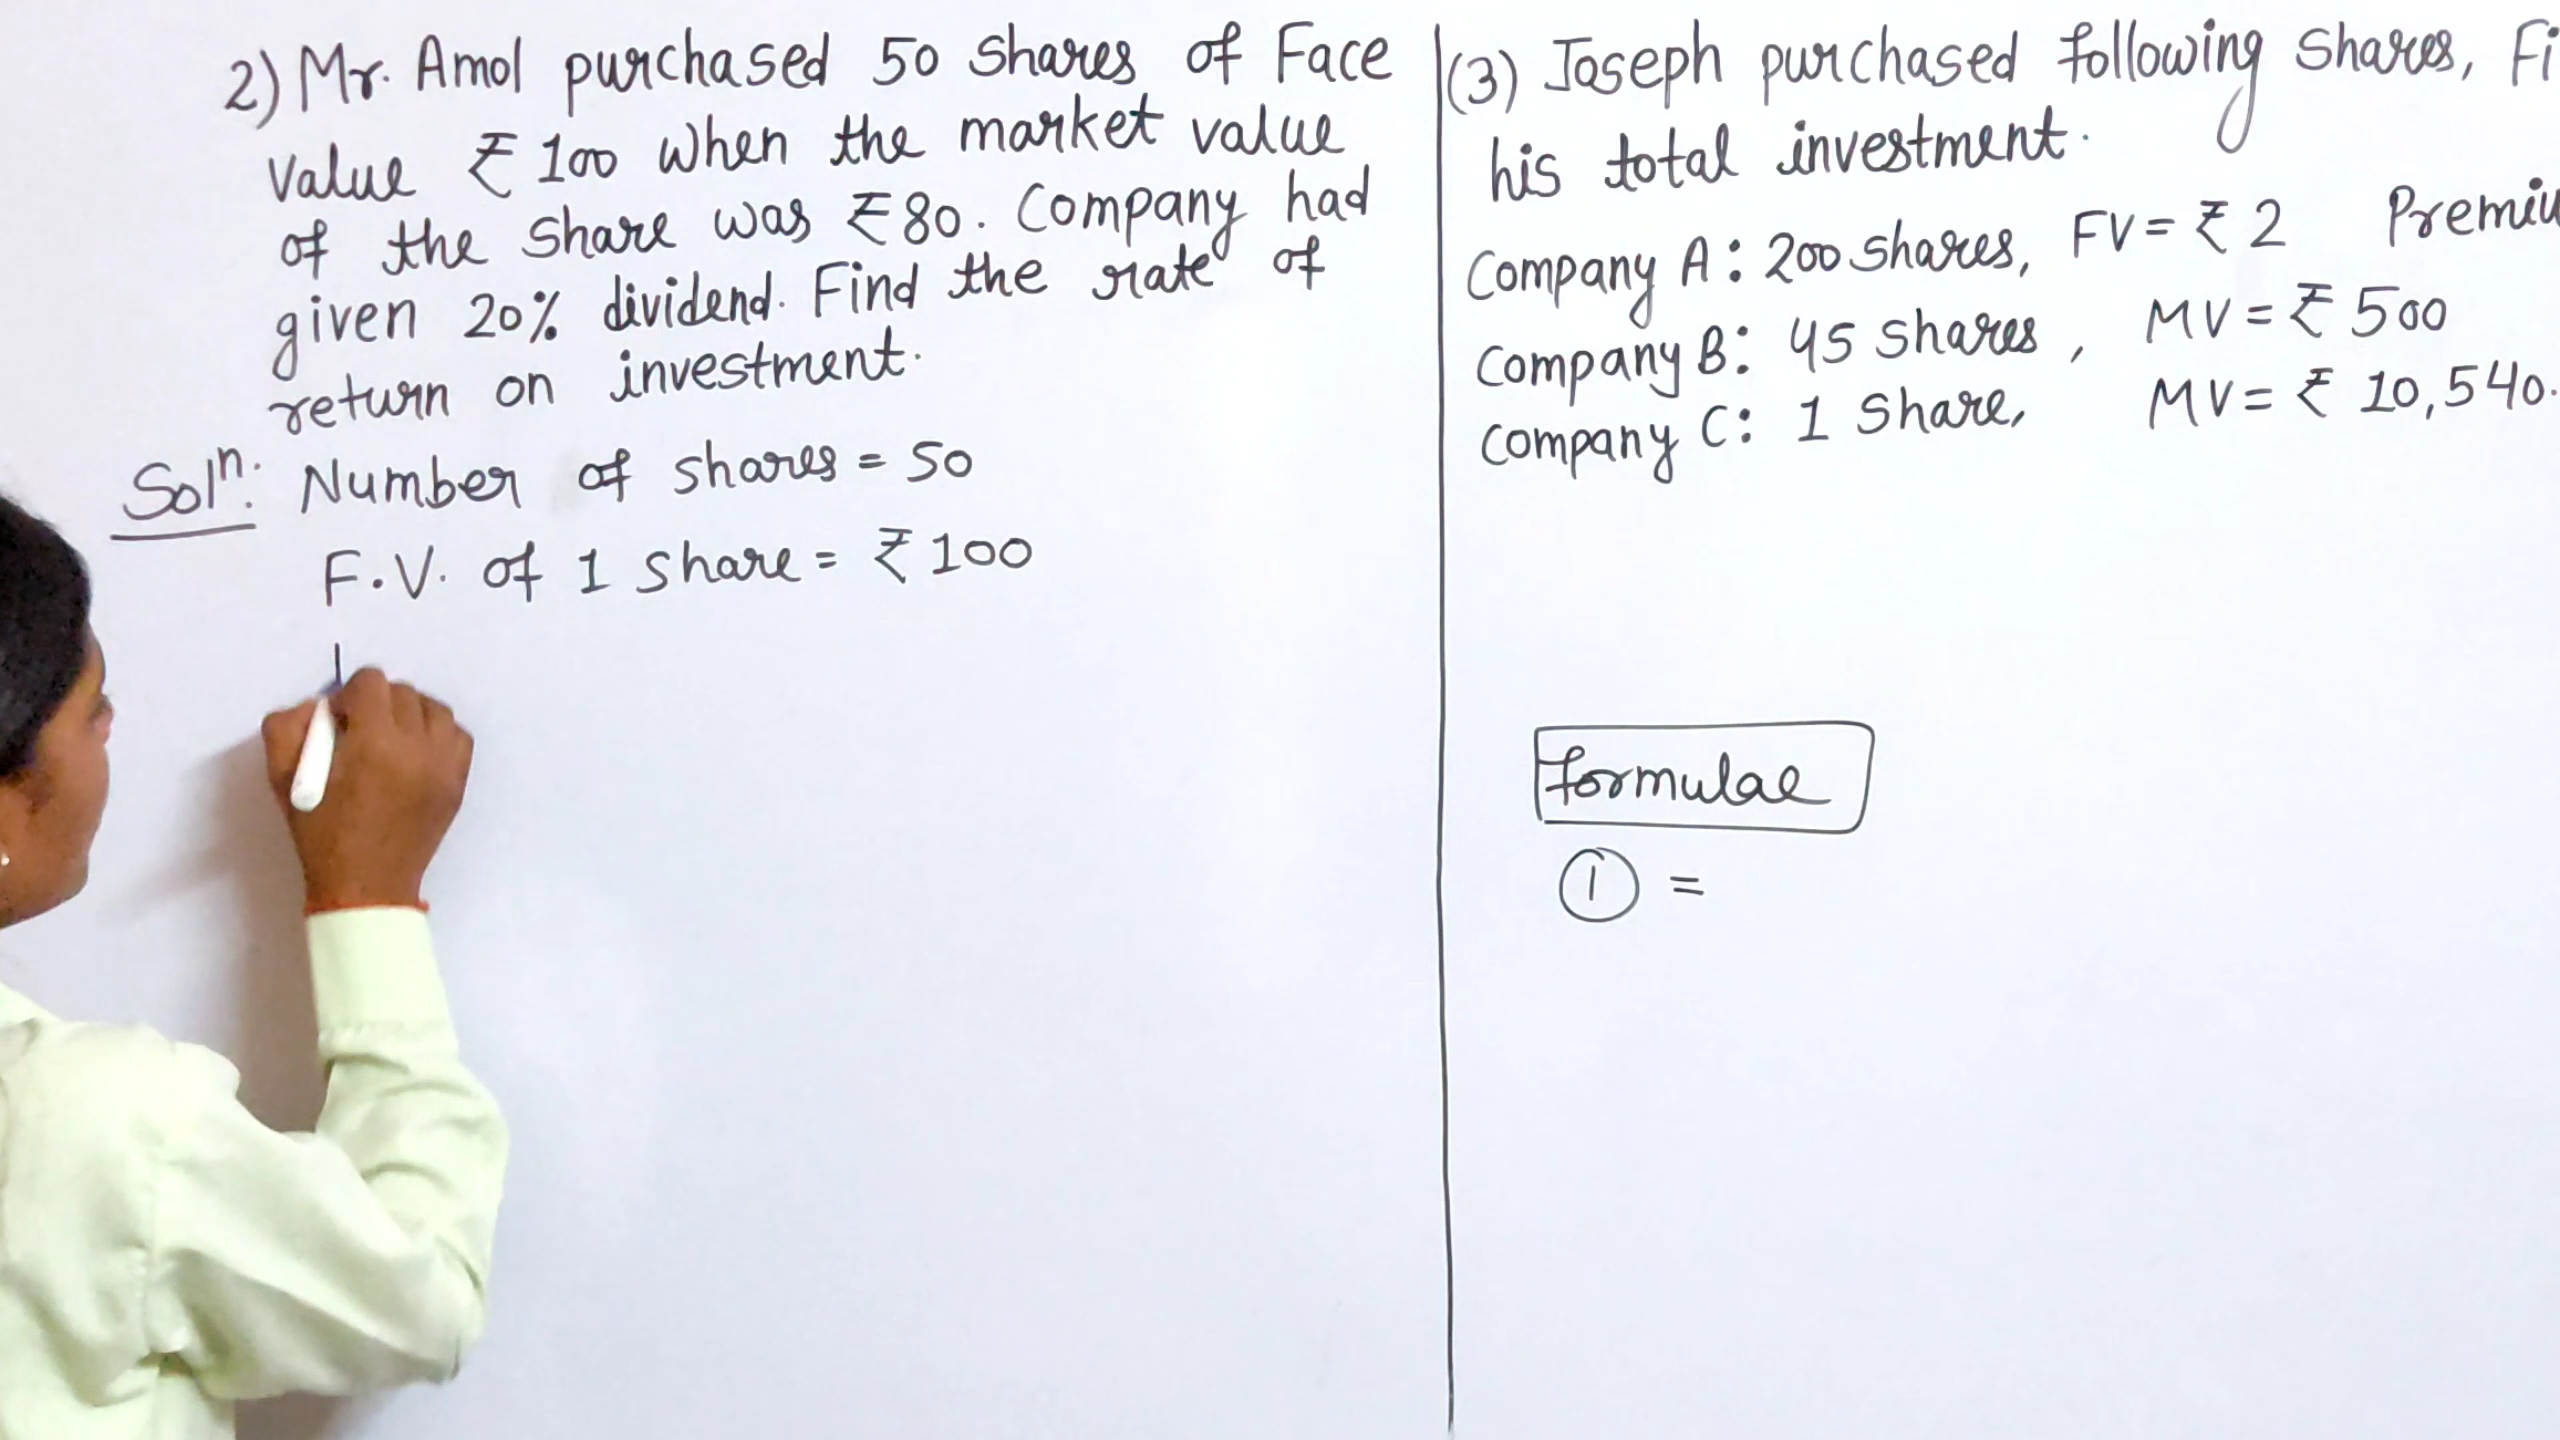 2) Mr. Amol purchased 50 shares of Face
Value ₹ 100 when the market value
of the share was ₹ 80. Company had
given 20% dividend. Find the rate of
return on investment.
Solⁿ: Number of shares = 50
F.V. of 1 share = ₹ 100
(3) Joseph purchased following shares, Fi
his total investment.
Company A: 200 shares, FV = ₹ 2 Premiu
Company B: 45 shares, MV = ₹ 500
Company C: 1 Share, MV = ₹ 10,540.
formulae
① =